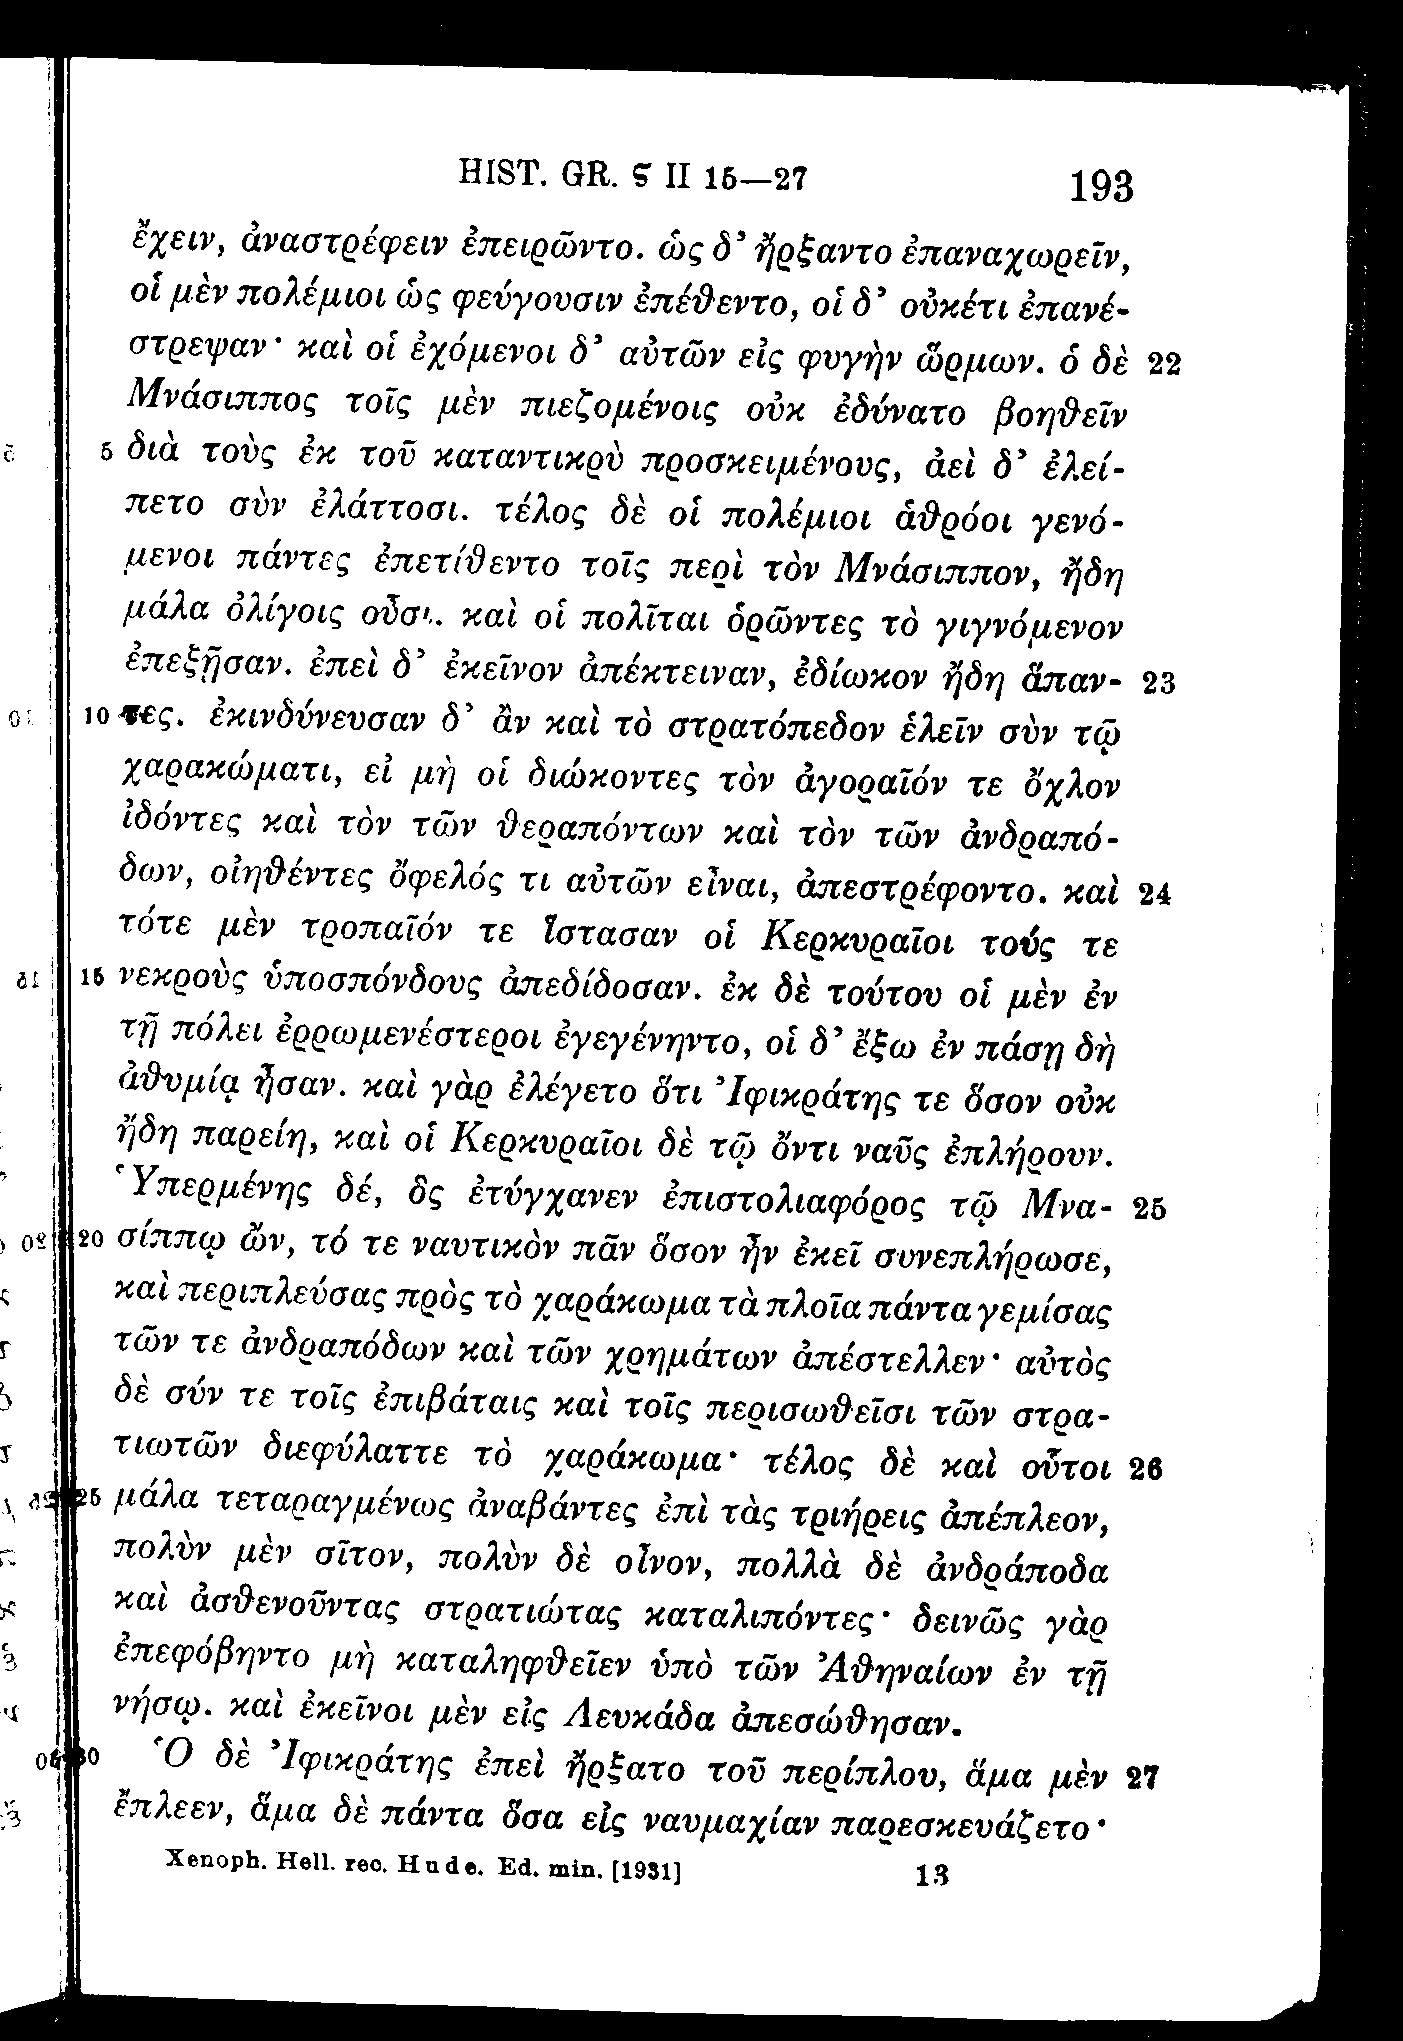 HIST. GR. ϛ II 15—27 193
ἔχειν, ἀναστρέφειν ἐπειρῶντο. ὡς δ’ ἤρξαντο ἐπαναχωρεῖν,
οἱ μὲν πολέμιοι ὡς φεύγουσιν ἐπέθεντο, οἱ δ’ οὐκέτι ἐπανέ-
στρεψαν· καὶ οἱ ἐχόμενοι δ’ αὐτῶν εἰς φυγὴν ὥρμων. ὁ δὲ 22
Μνάσιππος τοῖς μὲν πιεζομένοις οὐκ ἐδύνατο βοηθεῖν
5 διὰ τοὺς ἐκ τοῦ καταντικρὺ προσκειμένους, ἀεὶ δ’ ἐλεί-
πετο σὺν ἐλάττοσι. τέλος δὲ οἱ πολέμιοι ἁθρόοι γενό-
μενοι πάντες ἐπετίθεντο τοῖς περὶ τὸν Μνάσιππον, ἤδη
μάλα ὀλίγοις οὖσι. καὶ οἱ πολῖται ὁρῶντες τὸ γιγνόμενον
ἐπεξῇσαν. ἐπεὶ δ’ ἐκεῖνον ἀπέκτειναν, ἐδίωκον ἤδη ἅπαν- 23
10 τες. ἐκινδύνευσαν δ’ ἂν καὶ τὸ στρατόπεδον ἑλεῖν σὺν τῷ
χαρακώματι, εἰ μὴ οἱ διώκοντες τὸν ἀγοραῖόν τε ὄχλον
ἰδόντες καὶ τὸν τῶν θεραπόντων καὶ τὸν τῶν ἀνδραπό-
δων, οἰηθέντες ὄφελός τι αὐτῶν εἶναι, ἀπεστρέφοντο. καὶ 24
τότε μὲν τροπαῖόν τε ἵστασαν οἱ Κερκυραῖοι τούς τε
15 νεκροὺς ὑποσπόνδους ἀπεδίδοσαν. ἐκ δὲ τούτου οἱ μὲν ἐν
τῇ πόλει ἐρρωμενέστεροι ἐγεγένηντο, οἱ δ’ ἔξω ἐν πάσῃ δὴ
ἀθυμίᾳ ἦσαν. καὶ γὰρ ἐλέγετο ὅτι Ἰφικράτης τε ὅσον οὐκ
ἤδη παρείη, καὶ οἱ Κερκυραῖοι δὲ τῷ ὄντι ναῦς ἐπλήρουν.
Ὑπερμένης δέ, ὃς ἐτύγχανεν ἐπιστολιαφόρος τῷ Μνα- 25
20 σίππῳ ὤν, τό τε ναυτικὸν πᾶν ὅσον ἦν ἐκεῖ συνεπλήρωσε,
καὶ περιπλεύσας πρὸς τὸ χαράκωμα τὰ πλοῖα πάντα γεμίσας
τῶν τε ἀνδραπόδων καὶ τῶν χρημάτων ἀπέστελλεν· αὐτὸς
δὲ σύν τε τοῖς ἐπιβάταις καὶ τοῖς περισωθεῖσι τῶν στρα-
τιωτῶν διεφύλαττε τὸ χαράκωμα· τέλος δὲ καὶ οὗτοι 26
25 μάλα τεταραγμένως ἀναβάντες ἐπὶ τὰς τριήρεις ἀπέπλεον,
πολὺν μὲν σῖτον, πολὺν δὲ οἶνον, πολλὰ δὲ ἀνδράποδα
καὶ ἀσθενοῦντας στρατιώτας καταλιπόντες· δεινῶς γὰρ
ἐπεφόβηντο μὴ καταληφθεῖεν ὑπὸ τῶν Ἀθηναίων ἐν τῇ
νήσῳ. καὶ ἐκεῖνοι μὲν εἰς Λευκάδα ἀπεσώθησαν.
30 Ὁ δὲ Ἰφικράτης ἐπεὶ ἤρξατο τοῦ περίπλου, ἅμα μὲν 27
ἔπλεεν, ἅμα δὲ πάντα ὅσα εἰς ναυμαχίαν παρεσκευάζετο·
Xenoph. Hell. rec. Hude. Ed. min. [1931] 13